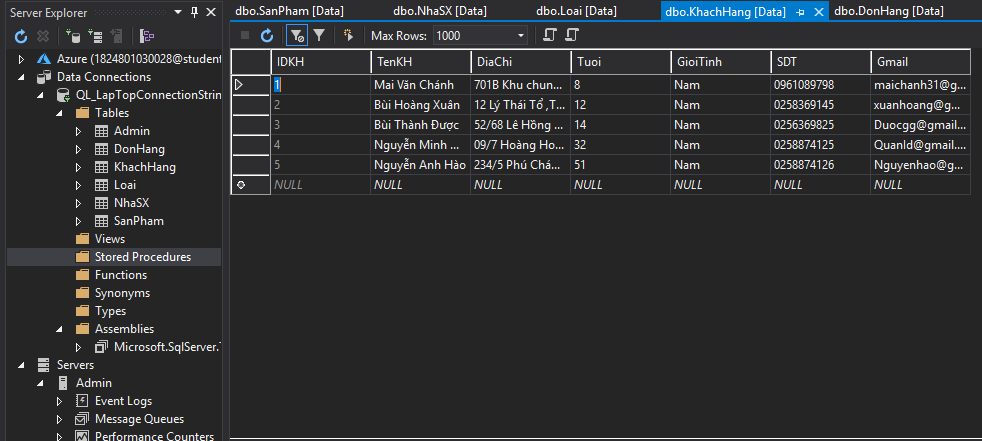 Server Explorer
Azure (1824801030028@student
Data Connections
QL_LapTopConnectionStrin
Tables
Admin
DonHang
KhachHang
Loai
NhaSX
SanPham
Views
Stored Procedures
Functions
Synonyms
Types
Assemblies
Microsoft.SqlServer.
Servers
Admin
Event Logs
Message Queues
Performance Counters
dbo.SanPham [Data] dbo.NhaSX [Data] dbo.Loai [Data] dbo.KhachHang [Data] dbo.DonHang [Data]
Max Rows: 1000
IDKH TenKH DiaChi Tuoi GioiTinh SDT Gmail
1 Mai Văn Chánh 701B Khu chun... 8 Nam 0961089798 maichanh31@g...
2 Bùi Hoàng Xuân 12 Lý Thái Tổ ,T... 12 Nam 0258369145 xuanhoang@g...
3 Bùi Thành Được 52/68 Lê Hồng ... 14 Nam 0256369825 Duocgg@gmail...
4 Nguyễn Minh ... 09/7 Hoàng Ho... 32 Nam 0258874125 Quanld@gmail....
5 Nguyễn Anh Hào 234/5 Phú Chá... 51 Nam 0258874126 Nguyenhao@g...
NULL NULL NULL NULL NULL NULL NULL